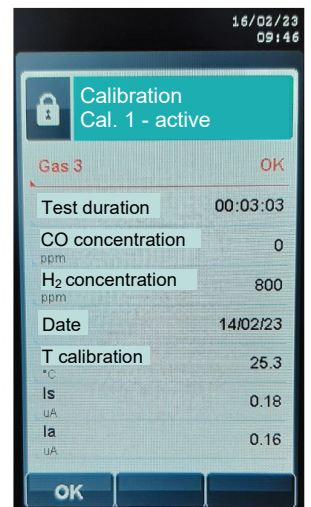 16/02/23
09:46
Calibration
Cal. 1 - active
Gas 3 OK
Test duration 00:03:03
CO concentration 0
ppm
H₂ concentration 800
ppm
Date 14/02/23
T calibration 25.3
°C
Is 0.18
uA
Ia 0.16
uA
OK